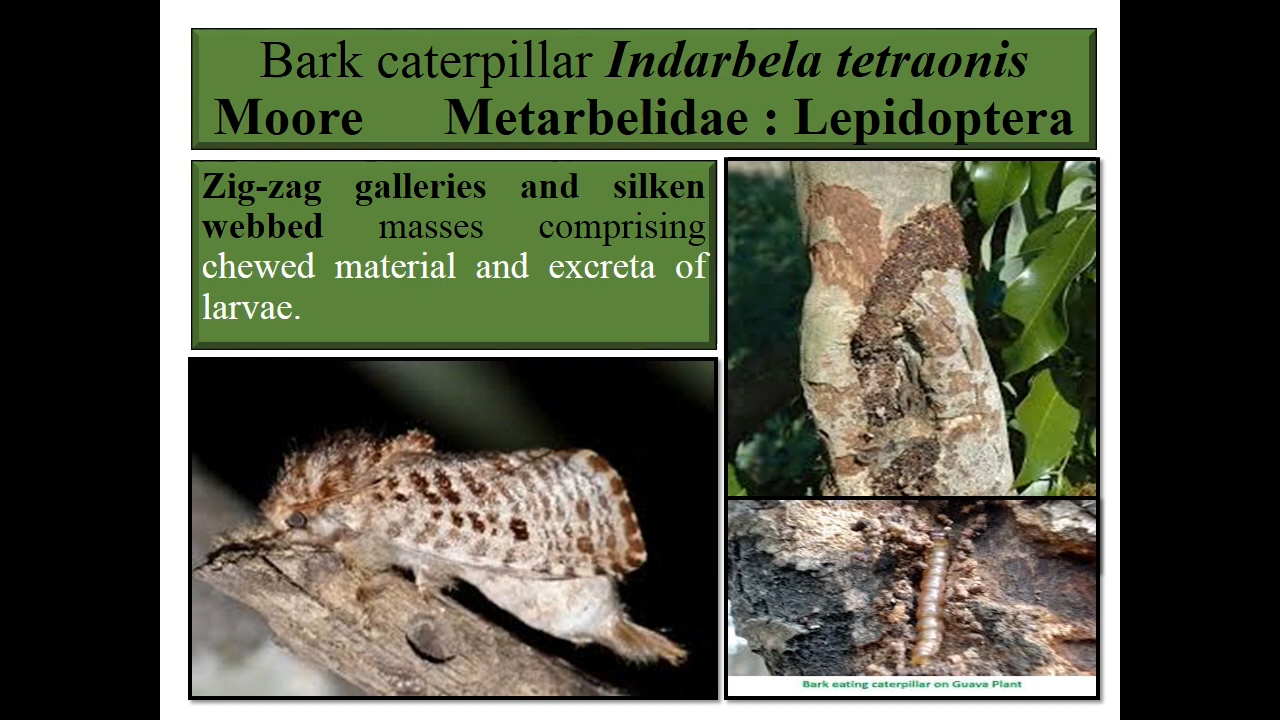 Bark caterpillar Indarbela tetraonis
Moore Metarbelidae : Lepidoptera
Zig-zag galleries and silken
webbed masses comprising
chewed material and excreta of
larvae.
Bark eating caterpillar on Guava Plant